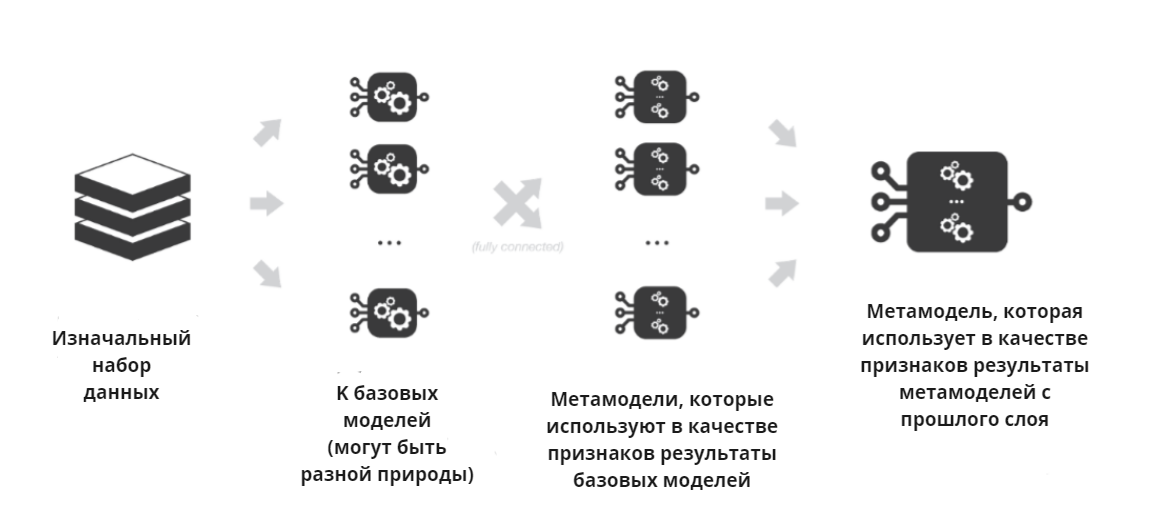 (fully connected)
Изначальный
набор
данных
К базовых
моделей
(могут быть
разной природы)
Метамодели, которые
используют в качестве
признаков результаты
базовых моделей
Метамодель, которая
использует в качестве
признаков результаты
метамоделей с
прошлого слоя